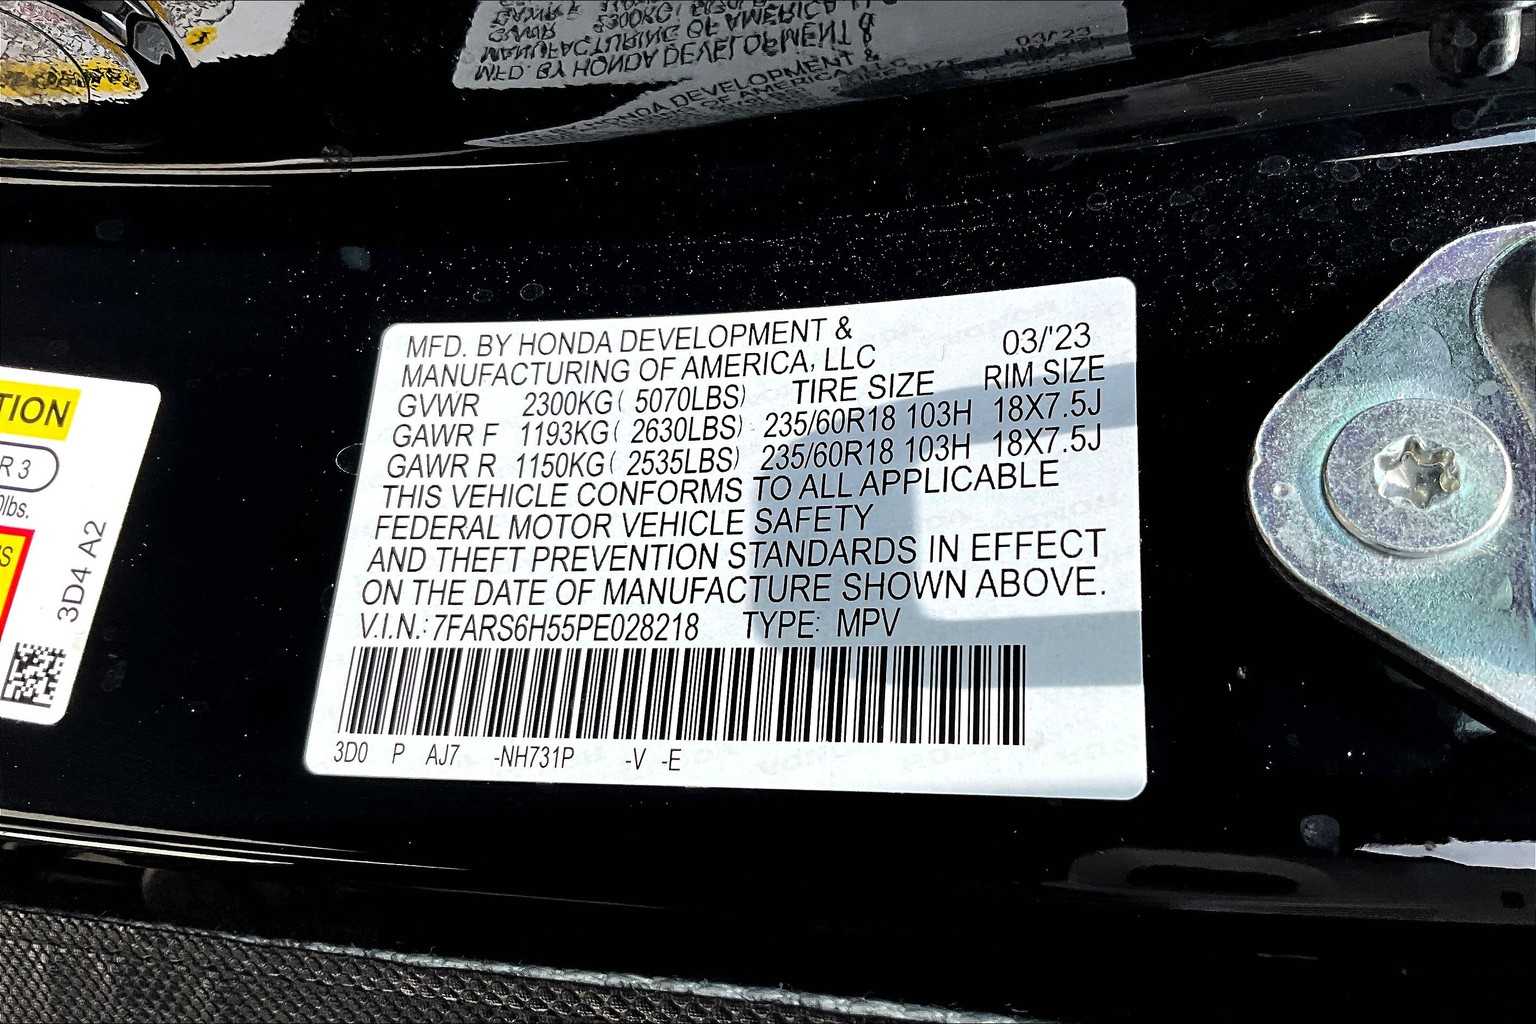 MFD. BY HONDA DEVELOPMENT &
MANUFACTURING OF AMERICA, LLC 03/'23
GVWR 2300KG( 5070LBS) TIRE SIZE RIM SIZE
GAWR F 1193KG( 2630LBS) 235/60R18 103H 18X7.5J
GAWR R 1150KG( 2535LBS) 235/60R18 103H 18X7.5J
THIS VEHICLE CONFORMS TO ALL APPLICABLE
FEDERAL MOTOR VEHICLE SAFETY
AND THEFT PREVENTION STANDARDS IN EFFECT
ON THE DATE OF MANUFACTURE SHOWN ABOVE.
V.I.N.: 7FARS6H55PE028218 TYPE: MPV
3D0 P AJ7 -NH731P -V -E
TION
R 3
lbs.
3D4 A2